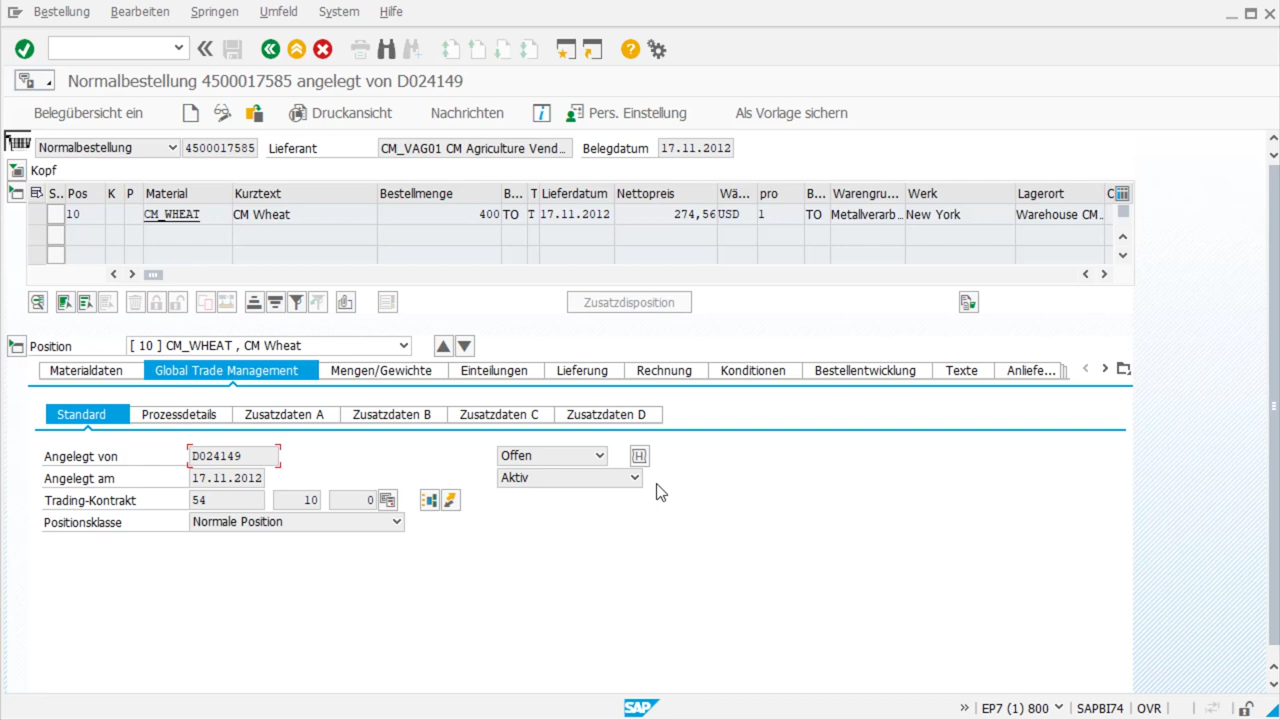 Bestellung Bearbeiten Springen Umfeld System Hilfe
Normalbestellung 4500017585 angelegt von D024149
Belegübersicht ein Druckansicht Nachrichten Pers. Einstellung Als Vorlage sichern
Normalbestellung 4500017585 Lieferant CM_VAG01 CM Agriculture Vend... Belegdatum 17.11.2012
Kopf
S.. Pos K P Material Kurztext Bestellmenge B... T Lieferdatum Nettopreis Wä... pro B... Warengru... Werk Lagerort C
10 CM_WHEAT CM Wheat 400 TO T 17.11.2012 274,56 USD 1 TO Metallverarb... New York Warehouse CM..
Zusatzdisposition
Position [ 10 ] CM_WHEAT , CM Wheat
Materialdaten Global Trade Management Mengen/Gewicht Einteilungen Lieferung Rechnung Konditionen Bestellentwicklung Texte Anliefe...
Standard Prozessdetails Zusatzdaten A Zusatzdaten B Zusatzdaten C Zusatzdaten D
Angelegt von D024149 Offen H
Angelegt am 17.11.2012 Aktiv
Trading-Kontrakt 54 10 0
Positionsklasse Normale Position
SAP EP7 (1) 800 SAPBI74 OVR